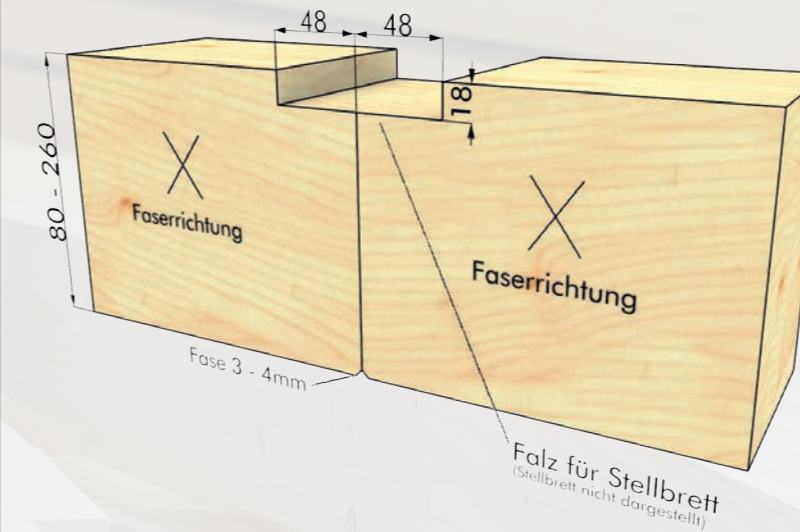 48
48
18
80 - 260
Faserrichtung
Faserrichtung
Fase 3 - 4mm
Falz für Stellbrett
(Stellbrett nicht dargestellt)